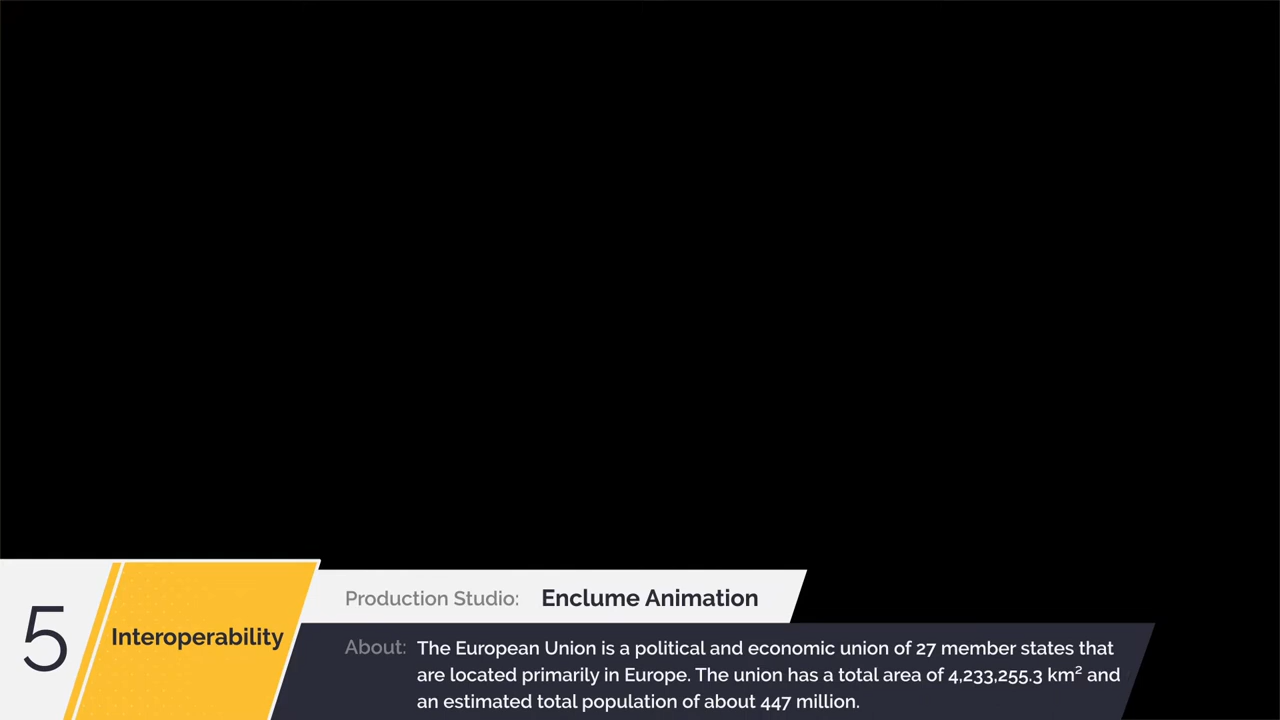 5
Interoperability
Production Studio: Enclume Animation
About: The European Union is a political and economic union of 27 member states that
are located primarily in Europe. The union has a total area of 4,233,255.3 km² and
an estimated total population of about 447 million.